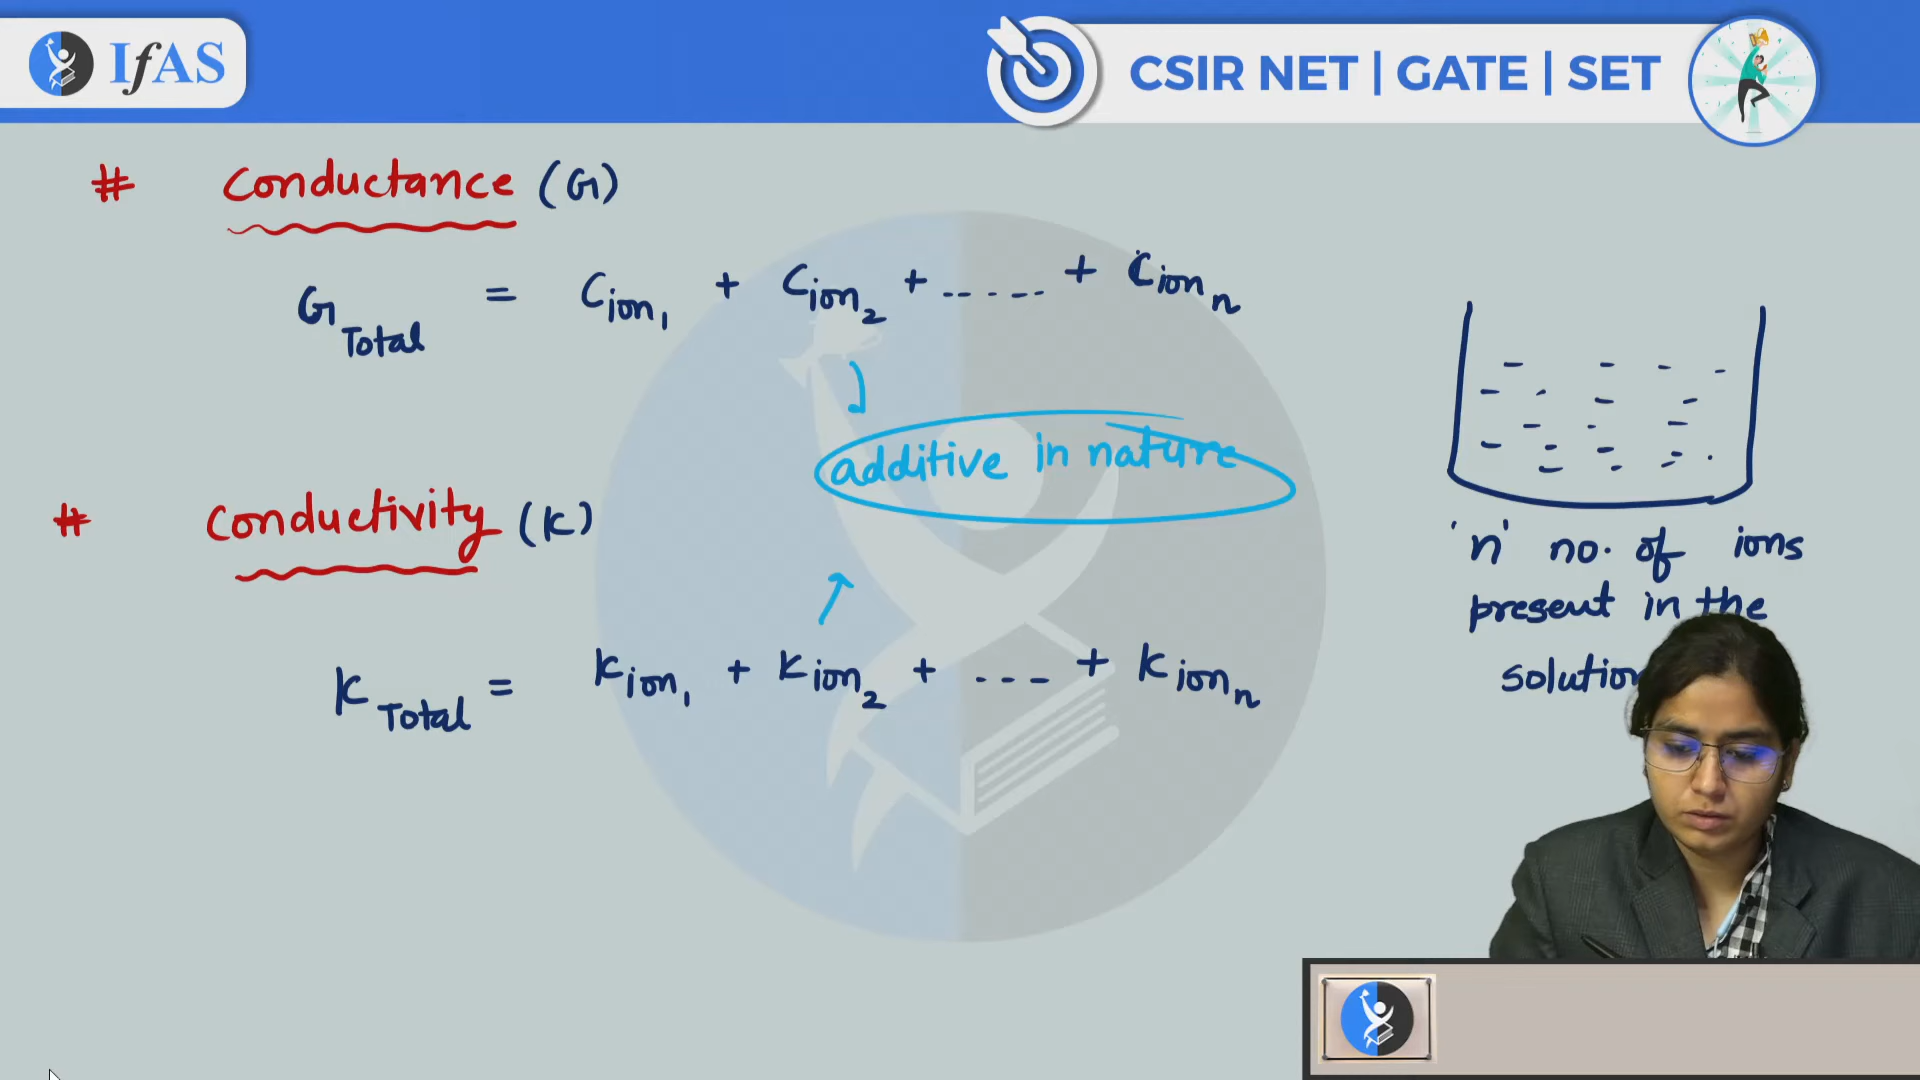 IfAS
CSIR NET | GATE | SET
# Conductance (G)
G Total = C ion1 + C ion2 + ----- + C ion n
additive in nature
# Conductivity (K)
K Total = K ion1 + K ion2 + --- + K ion n
'n' no. of ions
present in the
solution